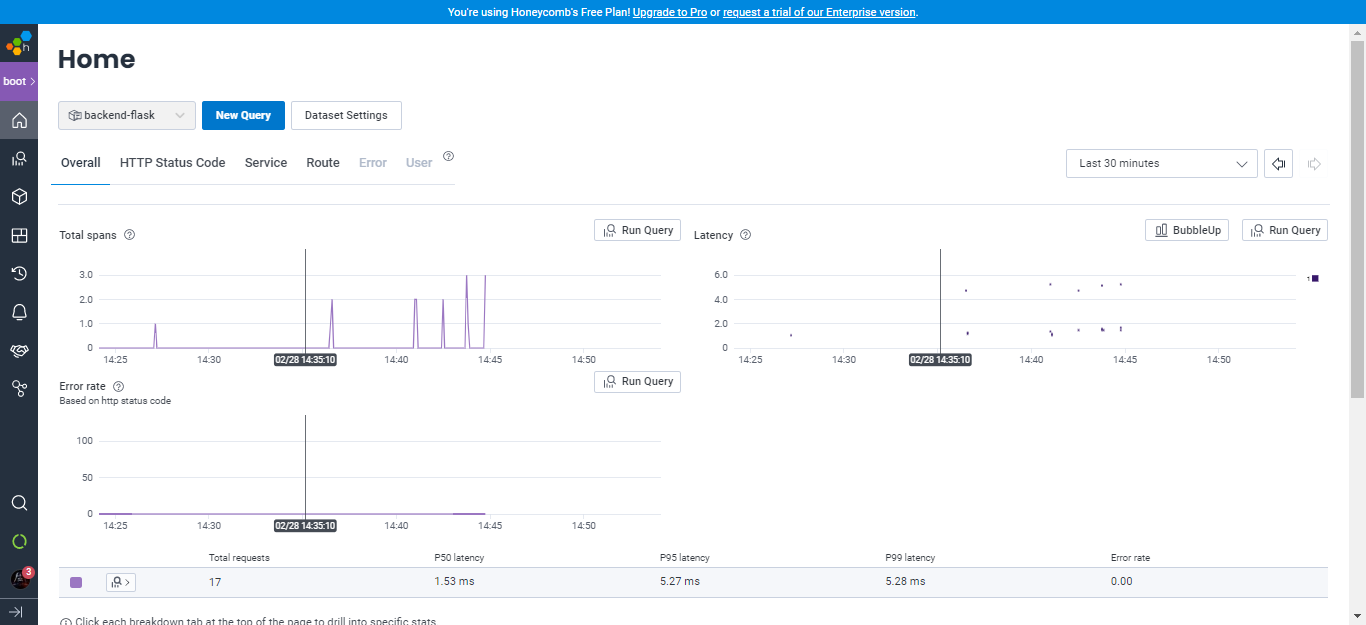 You're using Honeycomb's Free Plan! Upgrade to Pro or request a trial of our Enterprise version.
h
boot
Home
backend-flask
New Query
Dataset Settings
Overall
HTTP Status Code
Service
Route
Error
User
Last 30 minutes
Total spans
Run Query
3.0
2.0
1.0
0
14:25
14:30
02/28 14:35:10
14:40
14:45
14:50
Latency
BubbleUp
Run Query
6.0
4.0
2.0
0
14:25
14:30
02/28 14:35:10
14:40
14:45
14:50
1
Error rate
Based on http status code
Run Query
100
50
0
14:25
14:30
02/28 14:35:10
14:40
14:45
14:50
Total requests
P50 latency
P95 latency
P99 latency
Error rate
17
1.53 ms
5.27 ms
5.28 ms
0.00
3
Click each breakdown tab at the top of the page to drill into specific stats